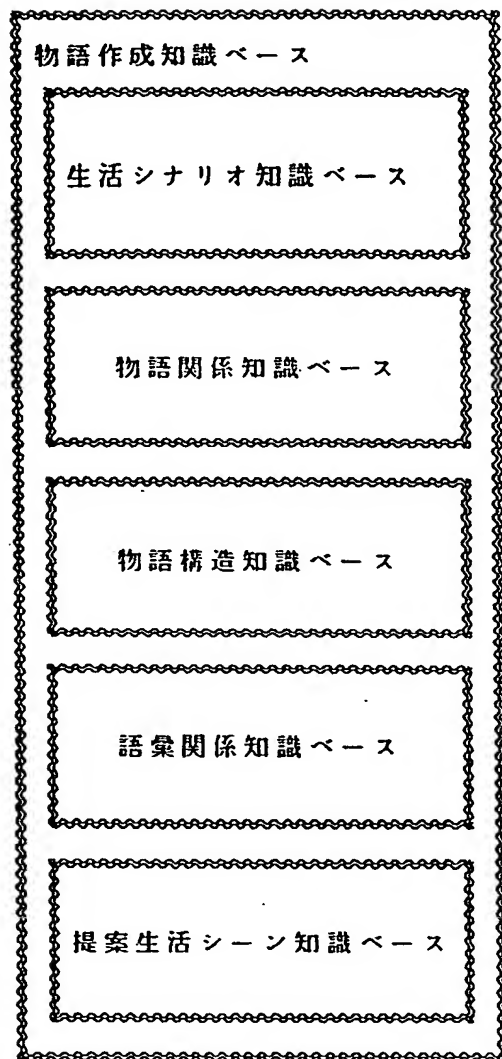 物語作成知識ベース
生活シナリオ知識ベース
物語関係知識ベース
物語構造知識ベース
語彙関係知識ベース
提案生活シーン知識ベース